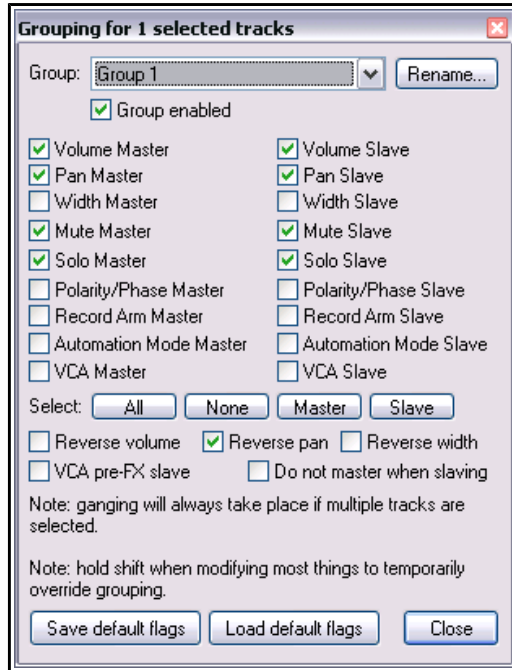 Grouping for 1 selected tracks
Group: Group 1 Rename...
Group enabled
Volume Master Volume Slave
Pan Master Pan Slave
Width Master Width Slave
Mute Master Mute Slave
Solo Master Solo Slave
Polarity/Phase Master Polarity/Phase Slave
Record Arm Master Record Arm Slave
Automation Mode Master Automation Mode Slave
VCA Master VCA Slave
Select: All None Master Slave
Reverse volume Reverse pan Reverse width
VCA pre-FX slave Do not master when slaving
Note: ganging will always take place if multiple tracks are
selected.
Note: hold shift when modifying most things to temporarily
override grouping.
Save default flags Load default flags Close